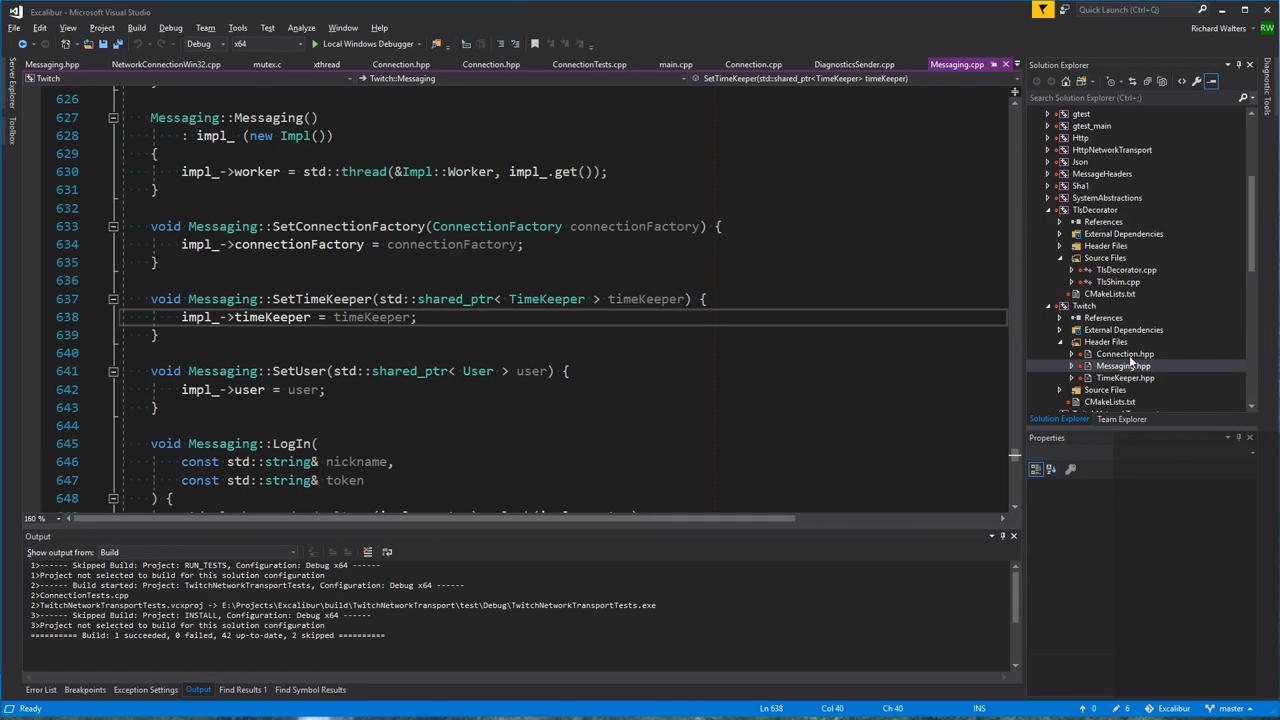 Excalibur - Microsoft Visual Studio
Quick Launch (Ctrl+Q)
File Edit View Project Build Debug Team Tools Test Analyze Window Help
Richard Walters RW
Debug x64 Local Windows Debugger
Server Explorer
Toolbox
Messaging.hpp NetworkConnectionWin32.cpp mutex.c xthread Connection.hpp Connection.hpp ConnectionTests.cpp main.cpp Connection.cpp DiagnosticsSender.cpp Messaging.cpp
Twitch Twitch::Messaging SetTimeKeeper(std::shared_ptr<TimeKeeper> timeKeeper)
626
627 Messaging::Messaging()
628 : impl_ (new Impl())
629 {
630 impl_->worker = std::thread(&Impl::Worker, impl_.get());
631 }
632
633 void Messaging::SetConnectionFactory(ConnectionFactory connectionFactory) {
634 impl_->connectionFactory = connectionFactory;
635 }
636
637 void Messaging::SetTimeKeeper(std::shared_ptr< TimeKeeper > timeKeeper) {
638 impl_->timeKeeper = timeKeeper;
639 }
640
641 void Messaging::SetUser(std::shared_ptr< User > user) {
642 impl_->user = user;
643 }
644
645 void Messaging::LogIn(
646 const std::string& nickname,
647 const std::string& token
648 ) {
160 %
Output
Show output from: Build
1>------ Skipped Build: Project: RUN_TESTS, Configuration: Debug x64 ------
1>Project not selected to build for this solution configuration
2>------ Build started: Project: TwitchNetworkTransportTests, Configuration: Debug x64 ------
2>ConnectionTests.cpp
2>TwitchNetworkTransportTests.vcxproj -> E:\Projects\Excalibur\build\TwitchNetworkTransport\test\Debug\TwitchNetworkTransportTests.exe
3>------ Skipped Build: Project: INSTALL, Configuration: Debug x64 ------
3>Project not selected to build for this solution configuration
========== Build: 1 succeeded, 0 failed, 42 up-to-date, 2 skipped ==========
Error List Breakpoints Exception Settings Output Find Results 1 Find Symbol Results
Solution Explorer
Search Solution Explorer (Ctrl+;)
gtest
gtest_main
Http
HttpNetworkTransport
Json
MessageHeaders
Sha1
SystemAbstractions
TlsDecorator
References
External Dependencies
Header Files
Source Files
TlsDecorator.cpp
TlsShim.cpp
CMakeLists.txt
Twitch
References
External Dependencies
Header Files
Connection.hpp
Messaging.hpp
TimeKeeper.hpp
Source Files
CMakeLists.txt
Solution Explorer Team Explorer
Properties
Diagnostic Tools
Ready Ln 638 Col 40 Ch 40 INS 0 6 Excalibur master